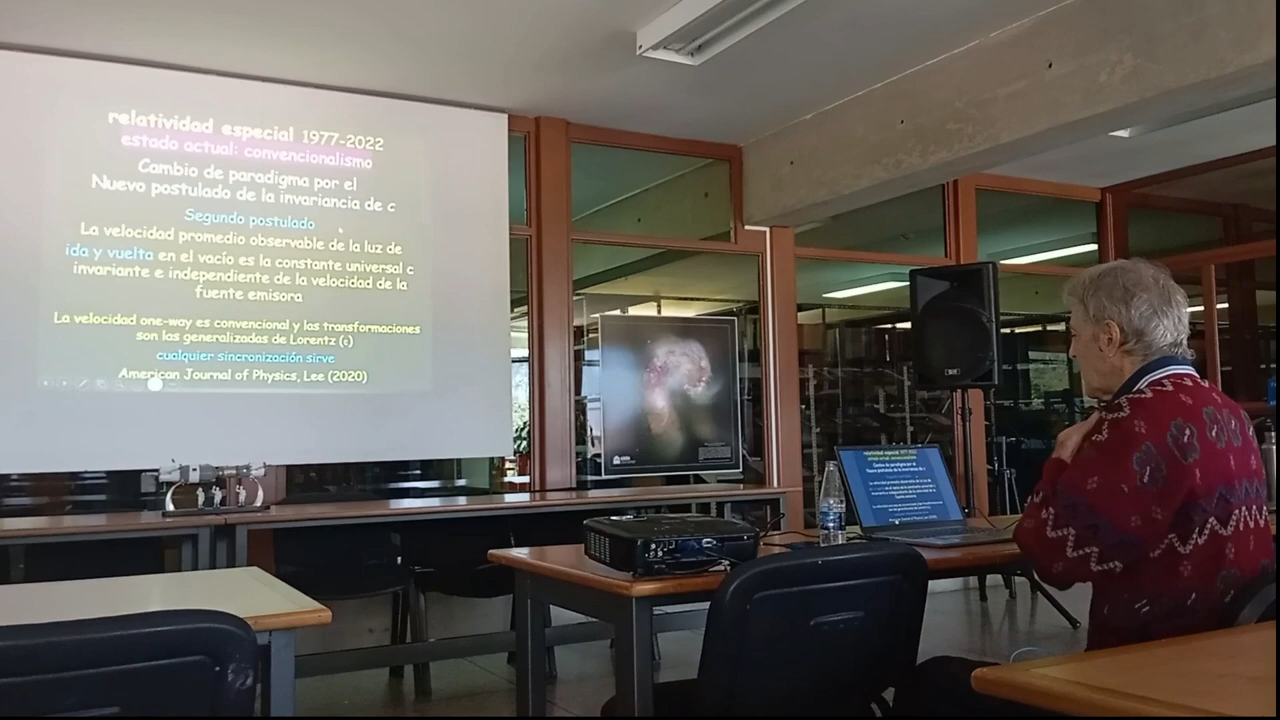 relatividad especial 1977-2022
estado actual: convencionalismo
Cambio de paradigma por el
Nuevo postulado de la invariancia de c
Segundo postulado
La velocidad promedio observable de la luz de
ida y vuelta en el vacío es la constante universal c
invariante e independiente de la velocidad de la
fuente emisora
La velocidad one-way es convencional y las transformaciones
son las generalizadas de Lorentz (ε)
cualquier sincronización sirve
American Journal of Physics, Lee (2020)